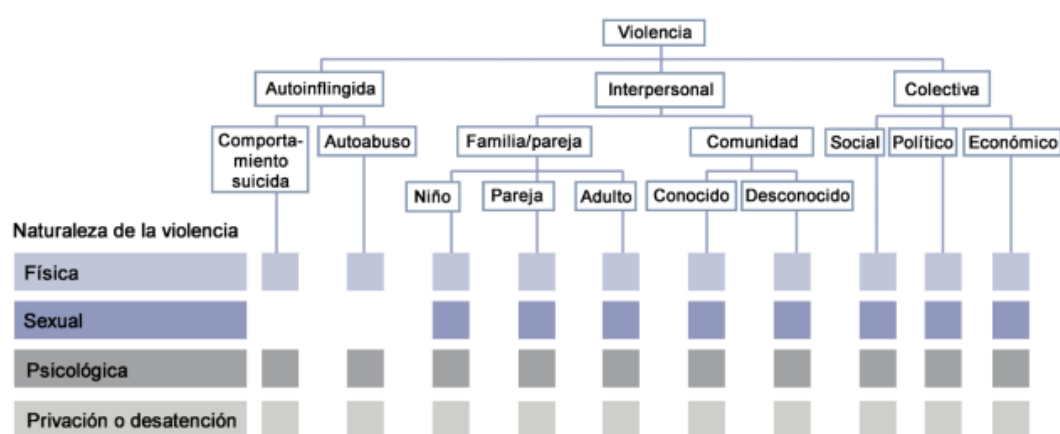 Violencia
Autoinflingida
Interpersonal
Colectiva
Comporta-
miento
suicida
Autoabuso
Familia/pareja
Comunidad
Social
Político
Económico
Niño
Pareja
Adulto
Conocido
Desconocido
Naturaleza de la violencia
Física
Sexual
Psicológica
Privación o desatención